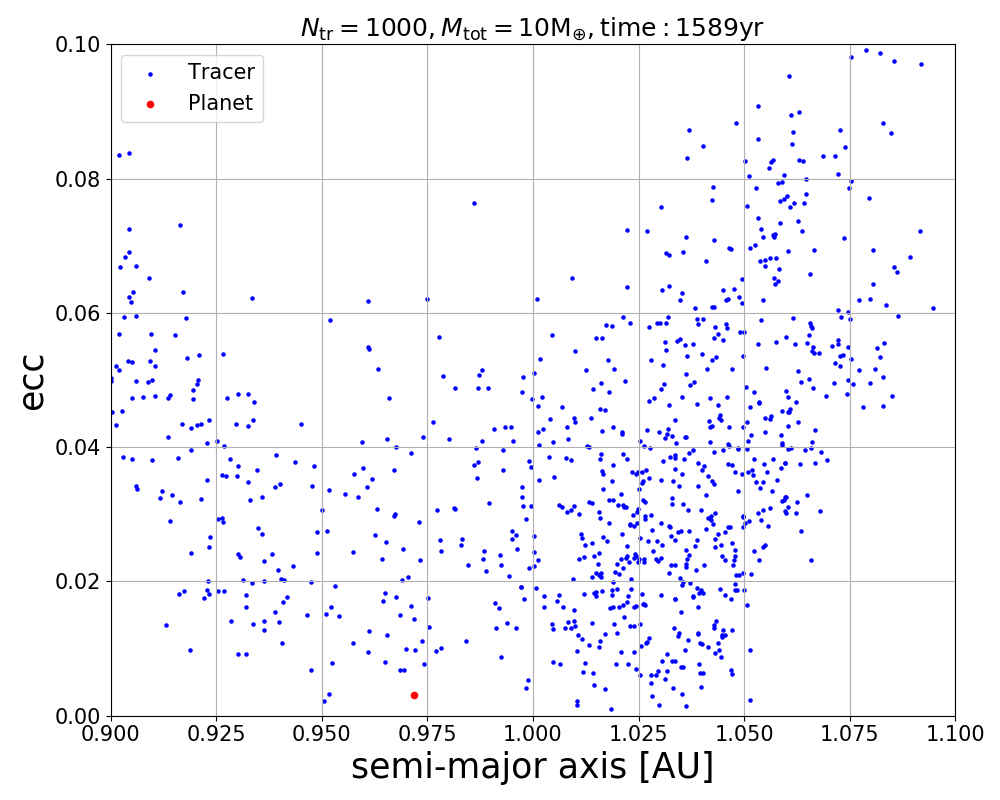 N_tr = 1000, M_tot = 10M_⊕, time : 1589yr
Tracer
Planet
ecc
0.10
0.08
0.06
0.04
0.02
0.00
0.900 0.925 0.950 0.975 1.000 1.025 1.050 1.075 1.100
semi-major axis [AU]